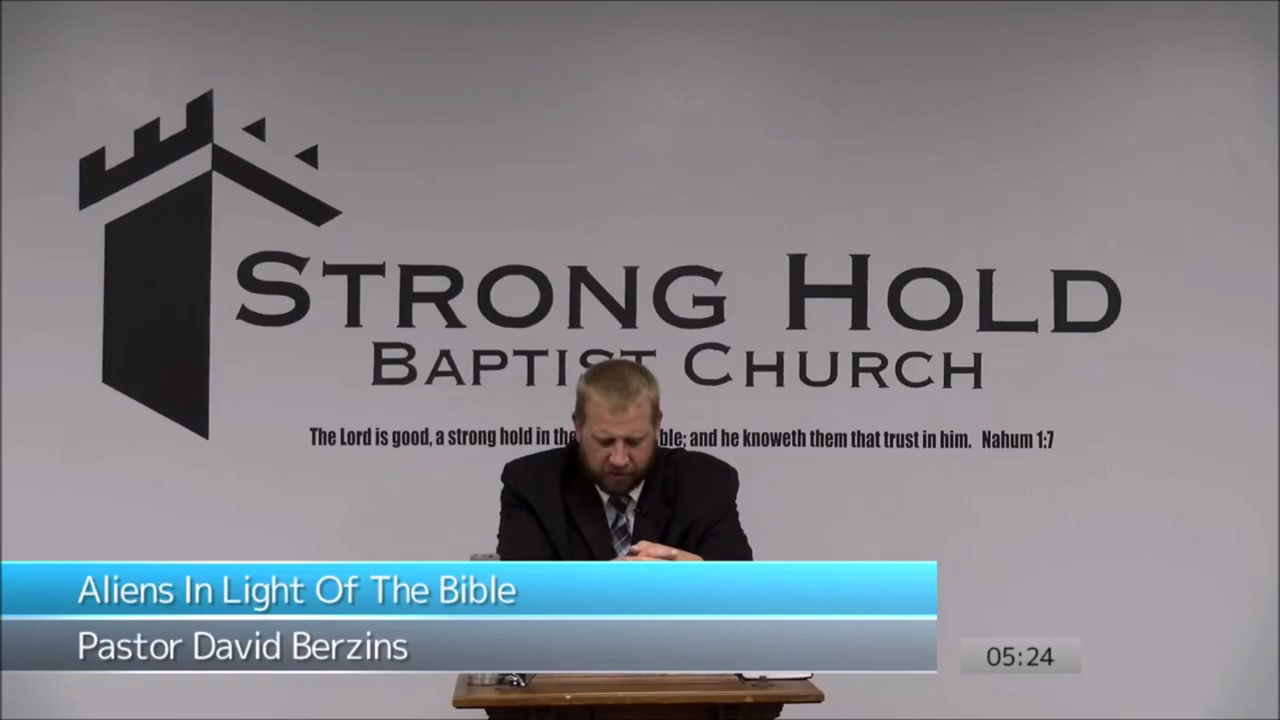 STRONG HOLD
BAPTIST CHURCH
The Lord is good, a strong hold in the ble; and he knoweth them that trust in him. Nahum 1:7
Aliens In Light Of The Bible
Pastor David Berzins
05:24